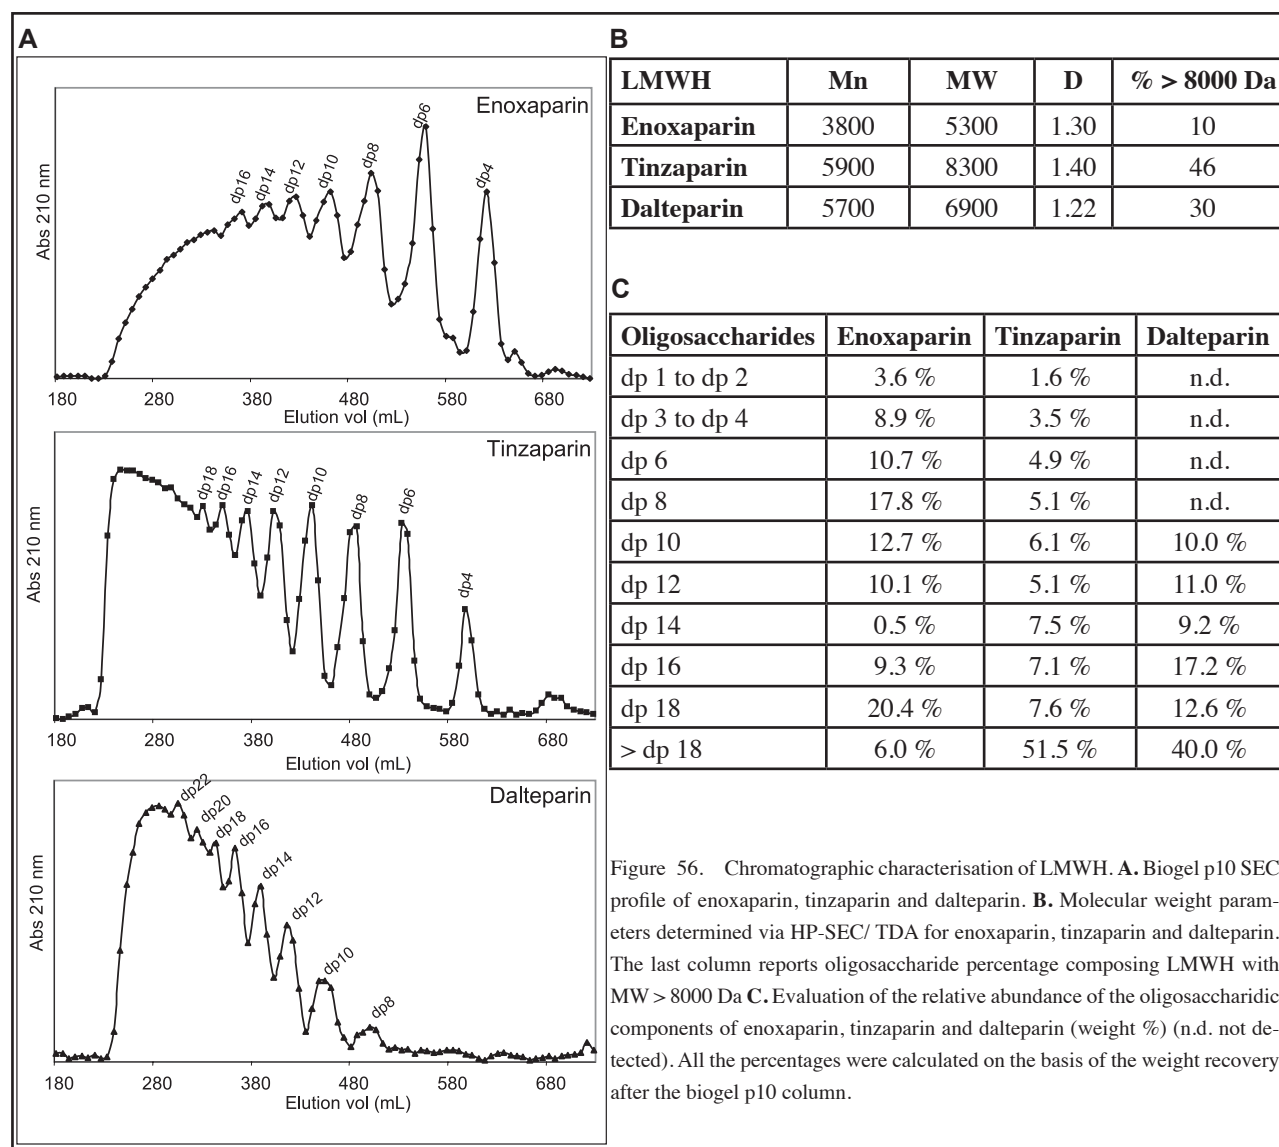 A
Enoxaparin
Abs 210 nm
dp16
dp14
dp12
dp10
dp8
dp6
dp4
180 280 380 480 580 680
Elution vol (mL)
Tinzaparin
Abs 210 nm
dp18
dp16
dp14
dp12
dp10
dp8
dp6
dp4
180 280 380 480 580 680
Elution vol (mL)
Dalteparin
Abs 210 nm
dp22
dp20
dp18
dp16
dp14
dp12
dp10
dp8
180 280 380 480 580 680
Elution vol (mL)
B
LMWH Mn MW D % > 8000 Da
Enoxaparin 3800 5300 1.30 10
Tinzaparin 5900 8300 1.40 46
Dalteparin 5700 6900 1.22 30
C
Oligosaccharides Enoxaparin Tinzaparin Dalteparin
dp 1 to dp 2 3.6 % 1.6 % n.d.
dp 3 to dp 4 8.9 % 3.5 % n.d.
dp 6 10.7 % 4.9 % n.d.
dp 8 17.8 % 5.1 % n.d.
dp 10 12.7 % 6.1 % 10.0 %
dp 12 10.1 % 5.1 % 11.0 %
dp 14 0.5 % 7.5 % 9.2 %
dp 16 9.3 % 7.1 % 17.2 %
dp 18 20.4 % 7.6 % 12.6 %
> dp 18 6.0 % 51.5 % 40.0 %
Figure 56. Chromatographic characterisation of LMWH. A. Biogel p10 SEC
profile of enoxaparin, tinzaparin and dalteparin. B. Molecular weight param-
eters determined via HP-SEC/ TDA for enoxaparin, tinzaparin and dalteparin.
The last column reports oligosaccharide percentage composing LMWH with
MW > 8000 Da C. Evaluation of the relative abundance of the oligosaccharidic
components of enoxaparin, tinzaparin and dalteparin (weight %) (n.d. not de-
tected). All the percentages were calculated on the basis of the weight recovery
after the biogel p10 column.